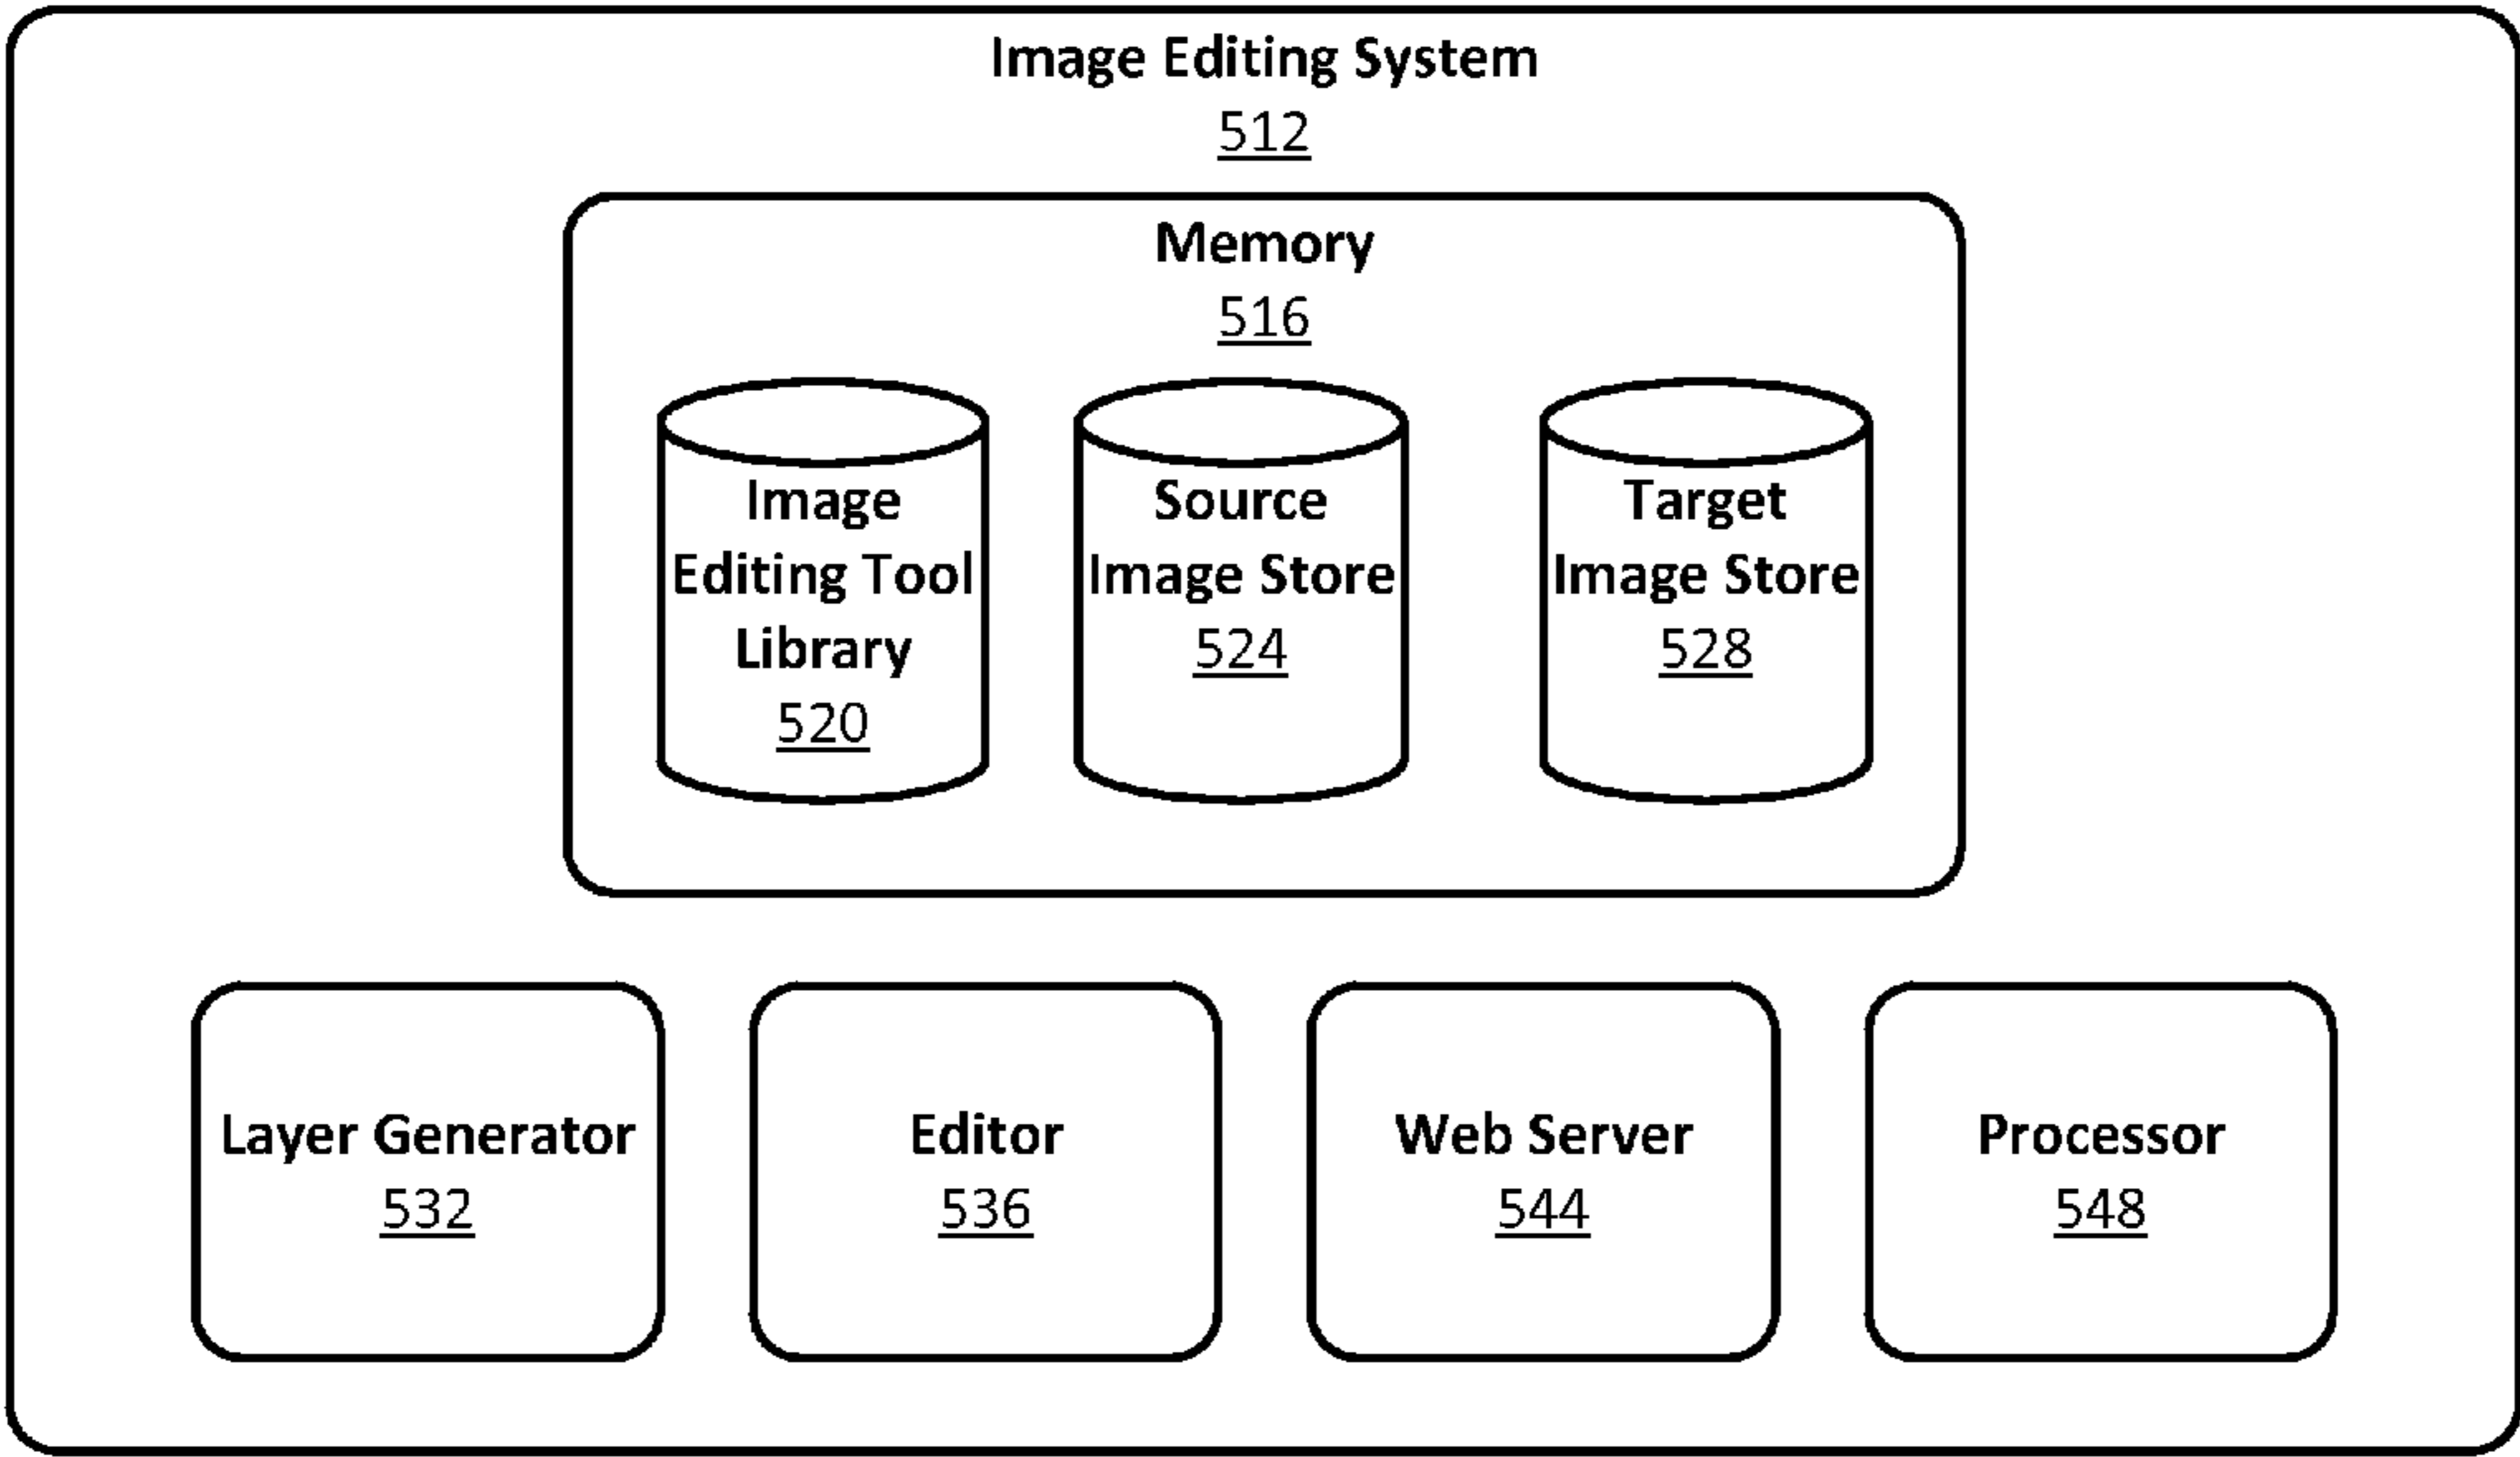 Image Editing System
512
Memory
516
Image
Editing Tool
Library
520
Source
Image Store
524
Target
Image Store
528
Layer Generator
532
Editor
536
Web Server
544
Processor
548